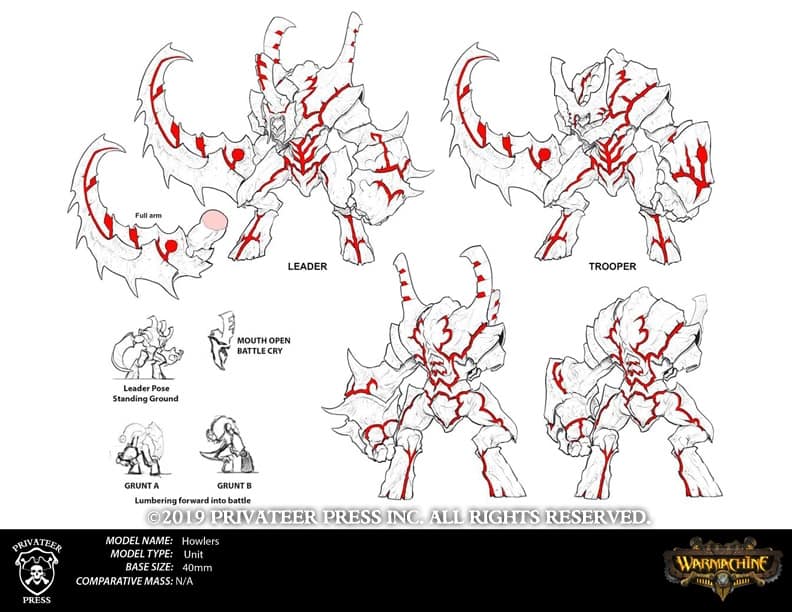 Full arm
LEADER
TROOPER
MOUTH OPEN
BATTLE CRY
Leader Pose
Standing Ground
GRUNT A
GRUNT B
Lumbering forward into battle
©2019 PRIVATEER PRESS INC. ALL RIGHTS RESERVED.
PRIVATEER
PRESS
MODEL NAME: Howlers
MODEL TYPE: Unit
BASE SIZE: 40mm
COMPARATIVE MASS: N/A
WARMACHINE